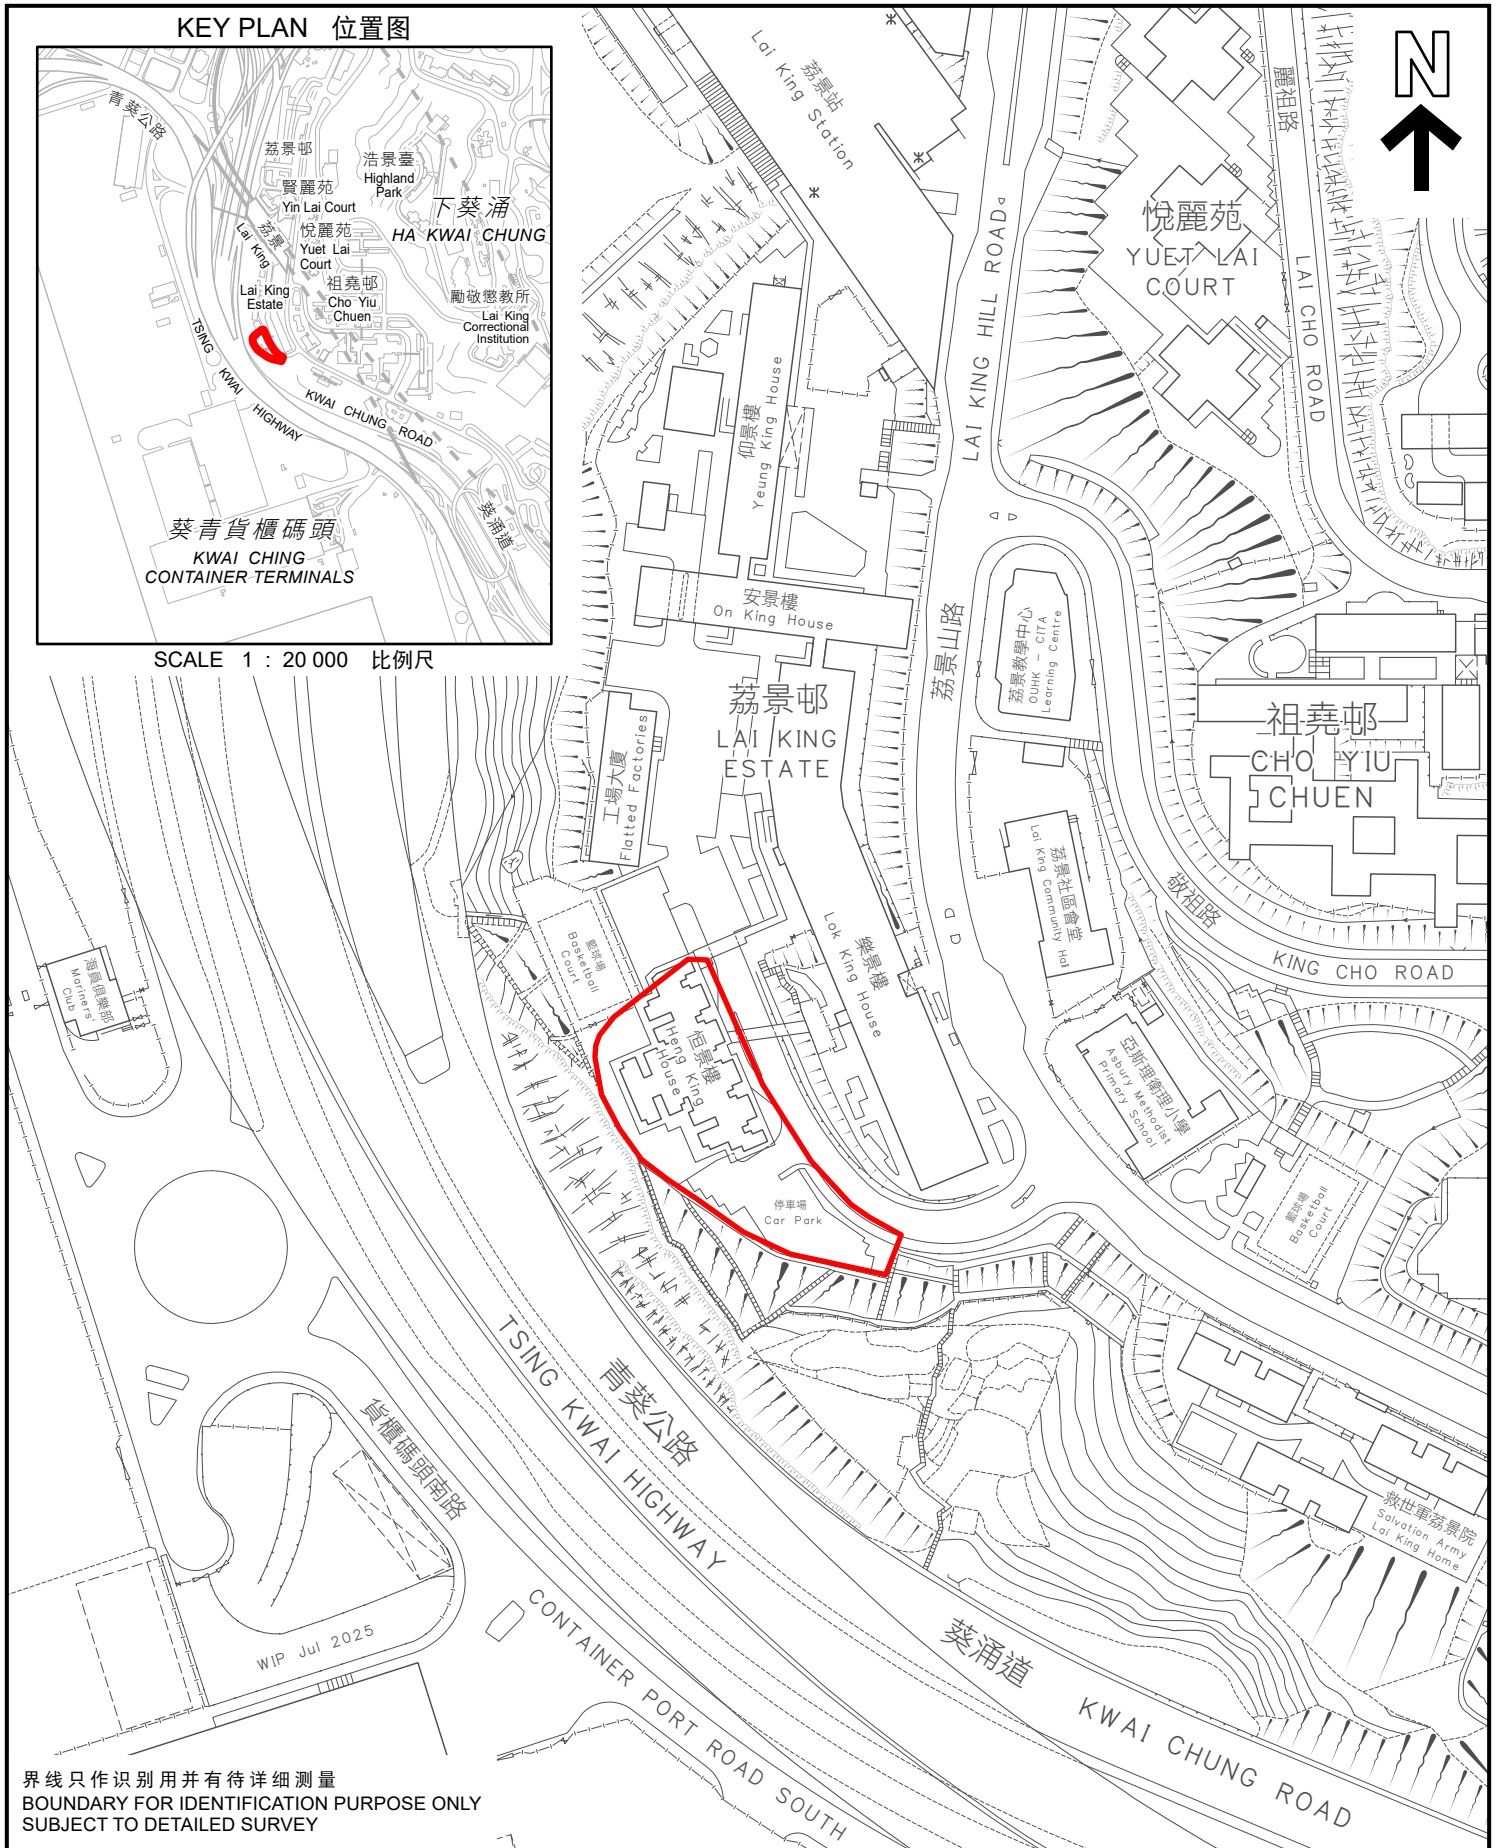 KEY PLAN 位置图
青葵公路
荔景邨
浩景臺
Highland
Park
賢麗苑
Yin Lai Court
下葵涌
HA KWAI CHUNG
荔景
Lai King
悅麗苑
Yuet Lai
Court
祖堯邨
Cho Yiu
Chuen
Lai King
Estate
勵敬懲教所
Lai King
Correctional
Institution
TSING KWAI HIGHWAY
KWAI CHUNG ROAD
葵涌道
葵青貨櫃碼頭
KWAI CHING
CONTAINER TERMINALS
SCALE 1 : 20 000 比例尺
N
荔景站
Lai King Station
麗祖路
LAI CHO ROAD
悅麗苑
YUET LAI
COURT
LAI KING HILL ROAD
荔景山路
仰景樓
Yeung King House
安景樓
On King House
荔景教學中心
OUHK – CITA
Learning Centre
荔景邨
LAI KING
ESTATE
祖堯邨
CHO YIU
CHUEN
工場大廈
Flatted Factories
荔景社區會堂
Lai King Community Hall
敬祖路
KING CHO ROAD
籃球場
Basketball
Court
樂景樓
Lok King House
海員俱樂部
Mariners'
Club
恒景樓
Heng King
House
亞斯理衛理小學
Asbury Methodist
Primary School
停車場
Car Park
籃球場
Basketball
Court
青葵公路
TSING KWAI HIGHWAY
貨櫃碼頭南路
CONTAINER PORT ROAD SOUTH
救世軍荔景院
Salvation Army
Lai King Home
葵涌道
KWAI CHUNG ROAD
WIP Jul 2025
界线只作识别用并有待详细测量
BOUNDARY FOR IDENTIFICATION PURPOSE ONLY
SUBJECT TO DETAILED SURVEY